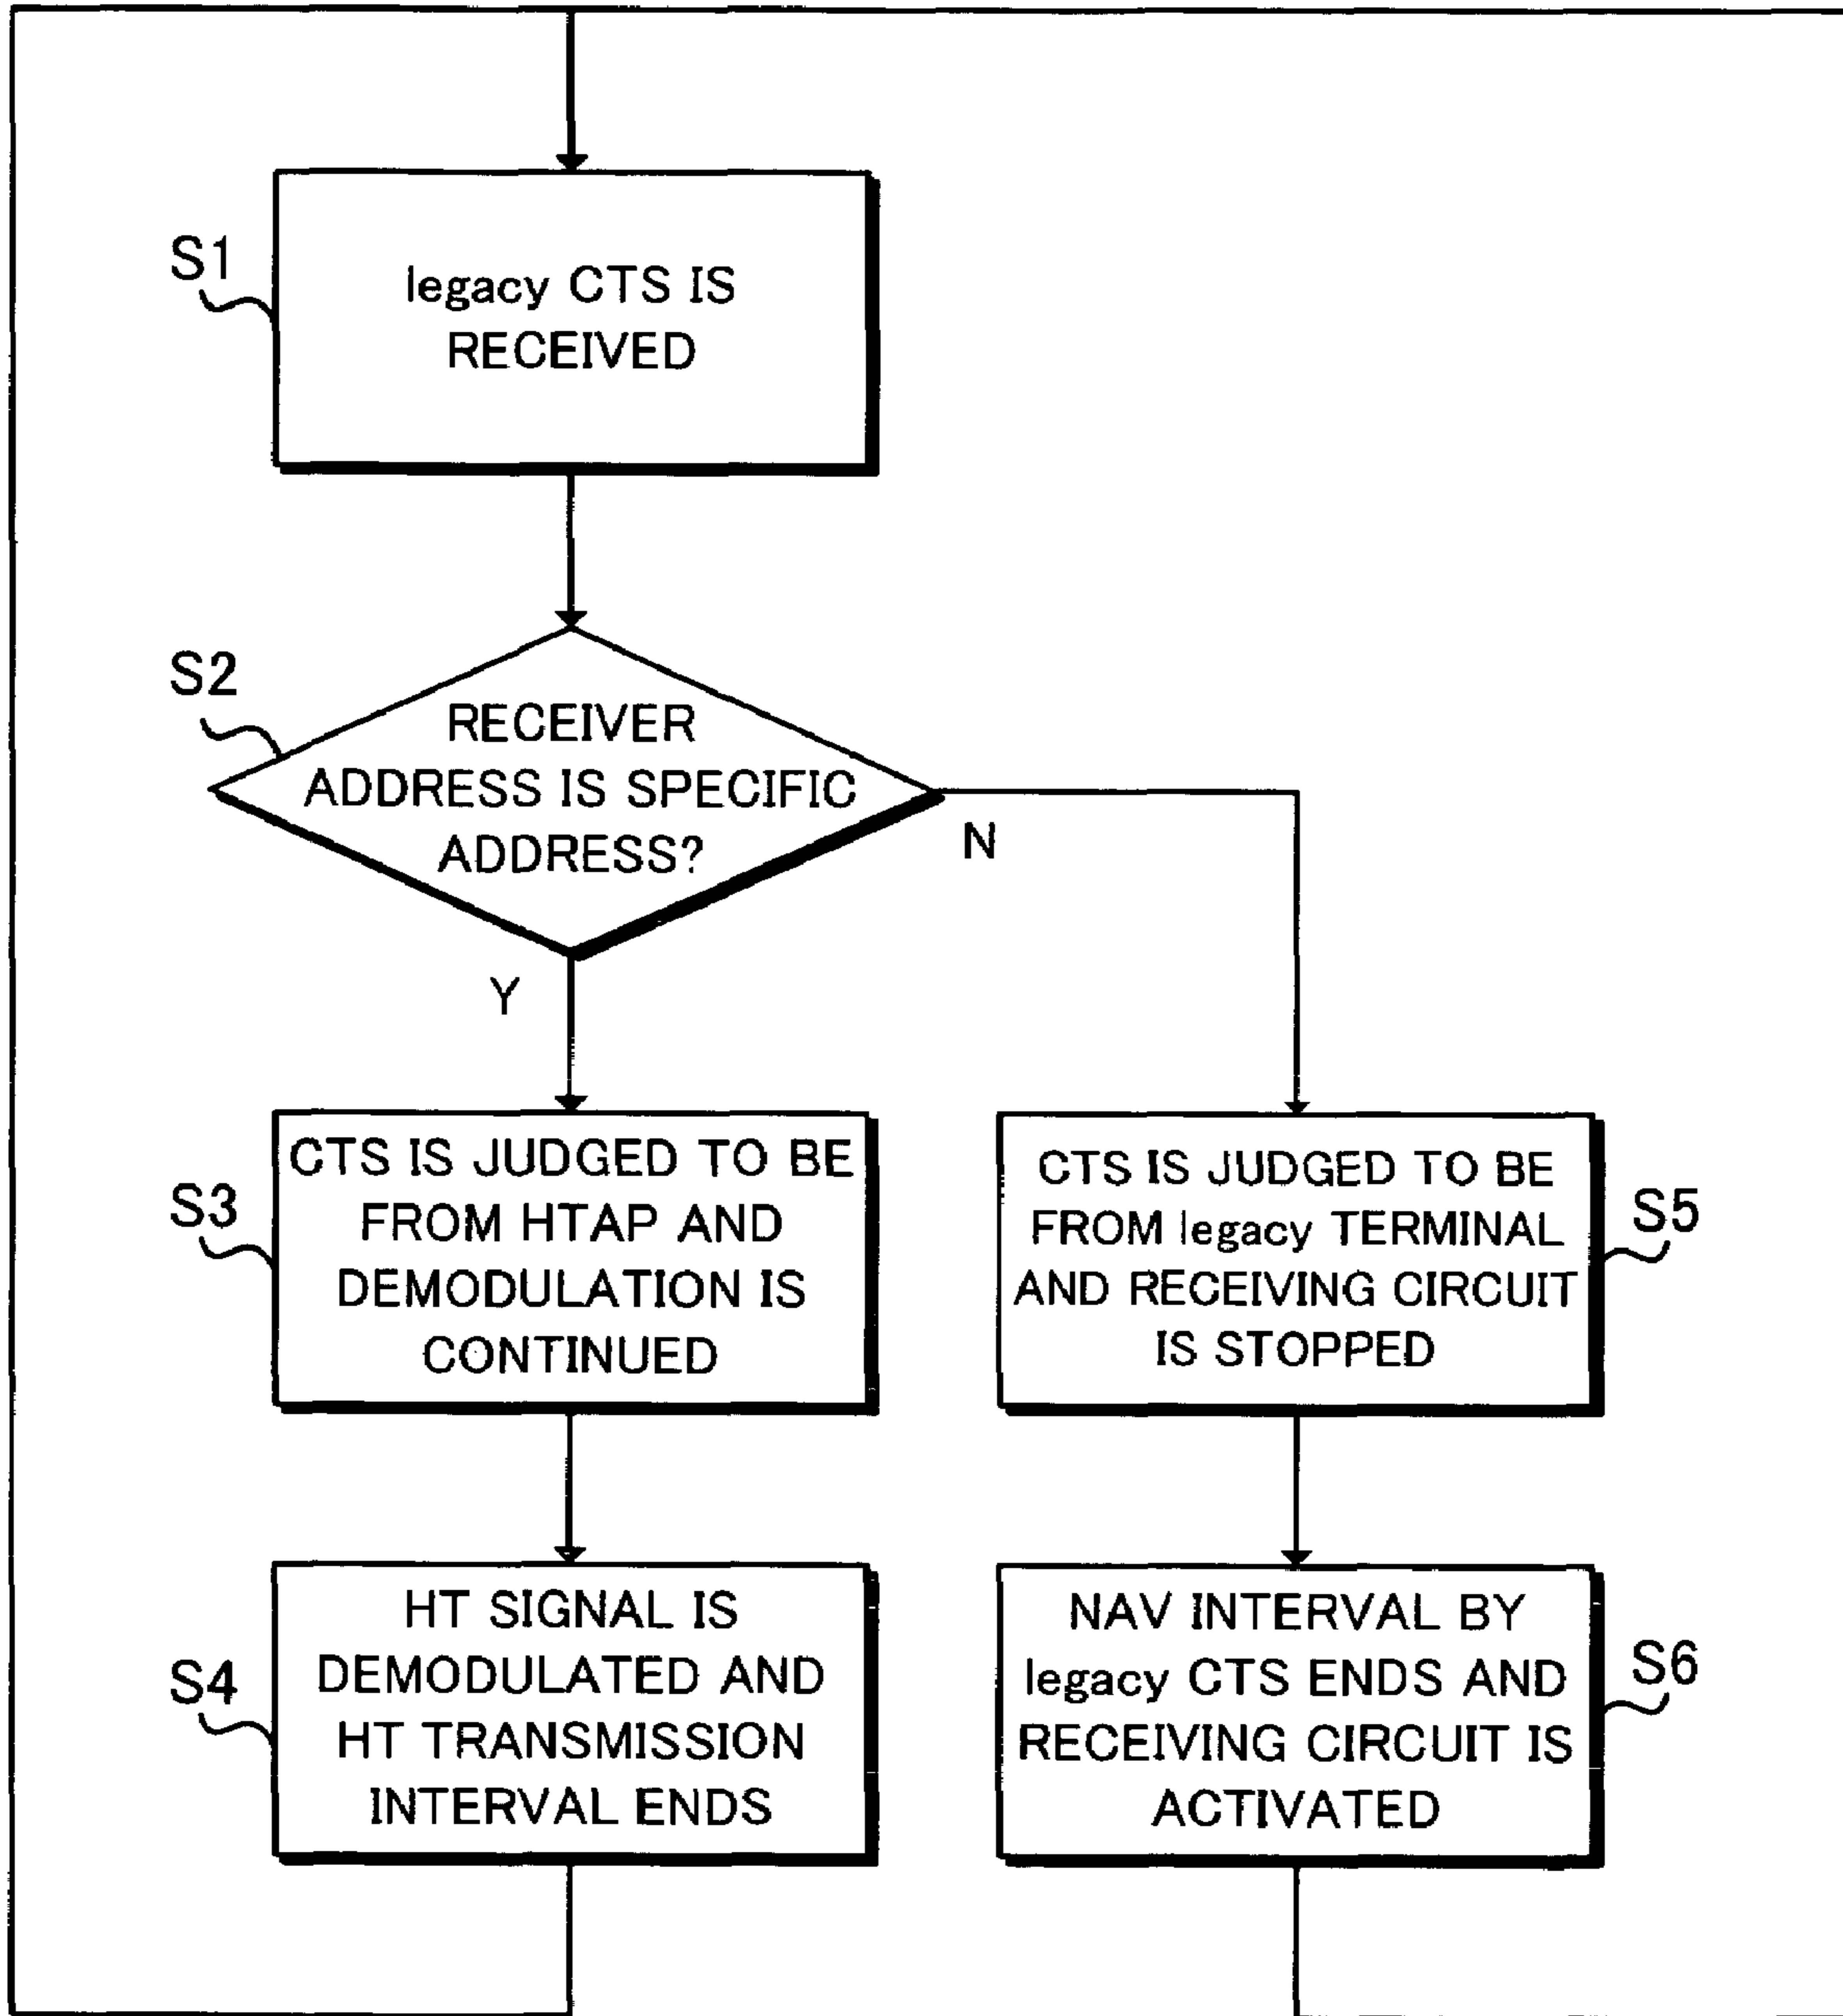 S1
legacy CTS IS
RECEIVED
S2
RECEIVER
ADDRESS IS SPECIFIC
ADDRESS?
N
Y
S3
CTS IS JUDGED TO BE
FROM HTAP AND
DEMODULATION IS
CONTINUED
CTS IS JUDGED TO BE
FROM legacy TERMINAL
AND RECEIVING CIRCUIT
IS STOPPED
S5
S4
HT SIGNAL IS
DEMODULATED AND
HT TRANSMISSION
INTERVAL ENDS
NAV INTERVAL BY
legacy CTS ENDS AND
RECEIVING CIRCUIT IS
ACTIVATED
S6